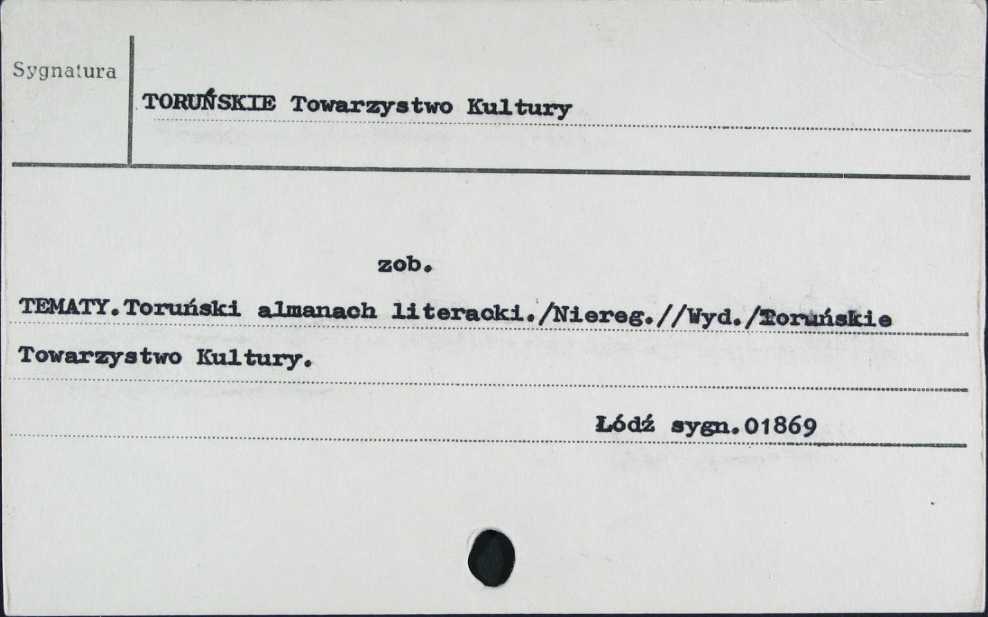 Sygnatura
TORUŃSKIE Towarzystwo Kultury
zob.
TEMATY.Toruński almanach literacki./Niereg.//Wyd./Toruńskie
Towarzystwo Kultury.
Łódź sygn.01869